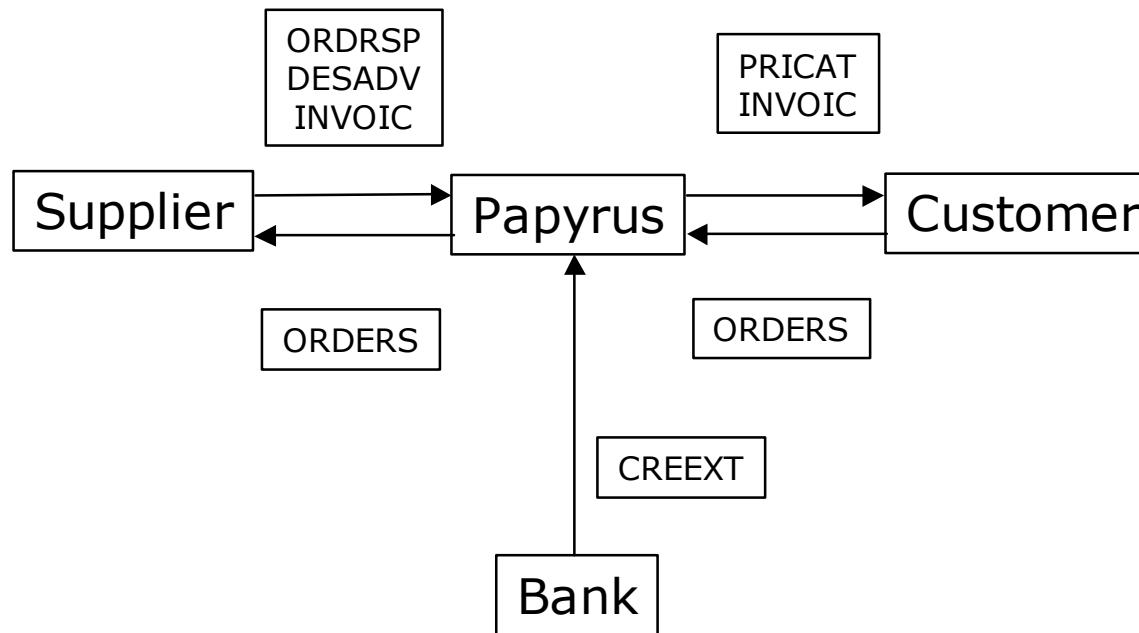 ORDRSP
DESADV
INVOIC
PRICAT
INVOIC
Supplier
Papyrus
Customer
ORDERS
ORDERS
CREEXT
Bank